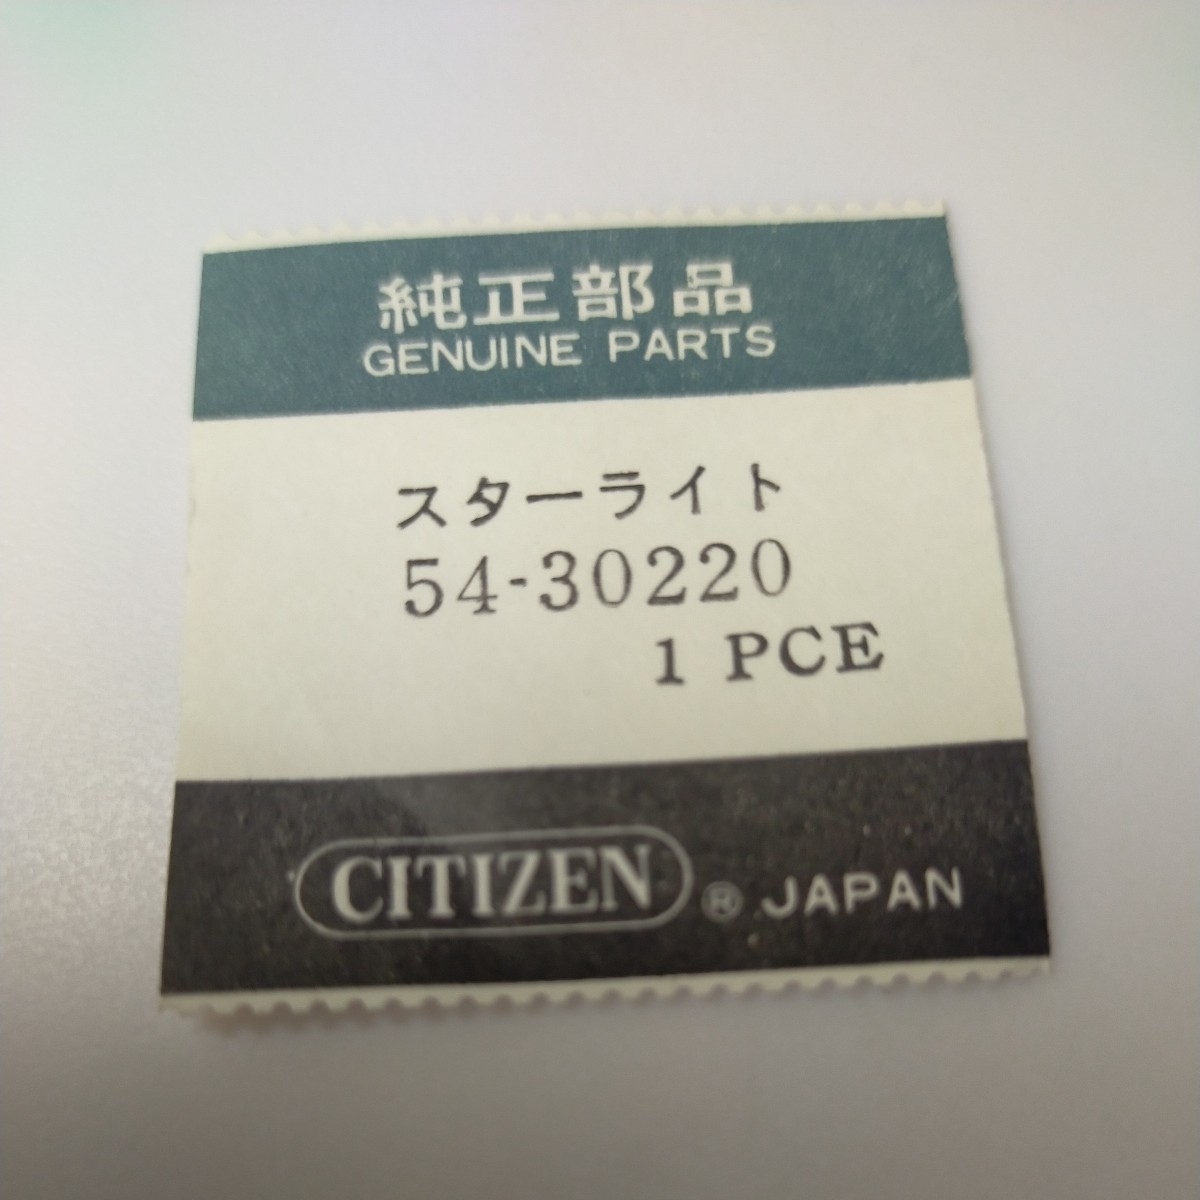 純正部品
GENUINE PARTS
スターライト
54-30220
1 PCE
CITIZEN ® JAPAN